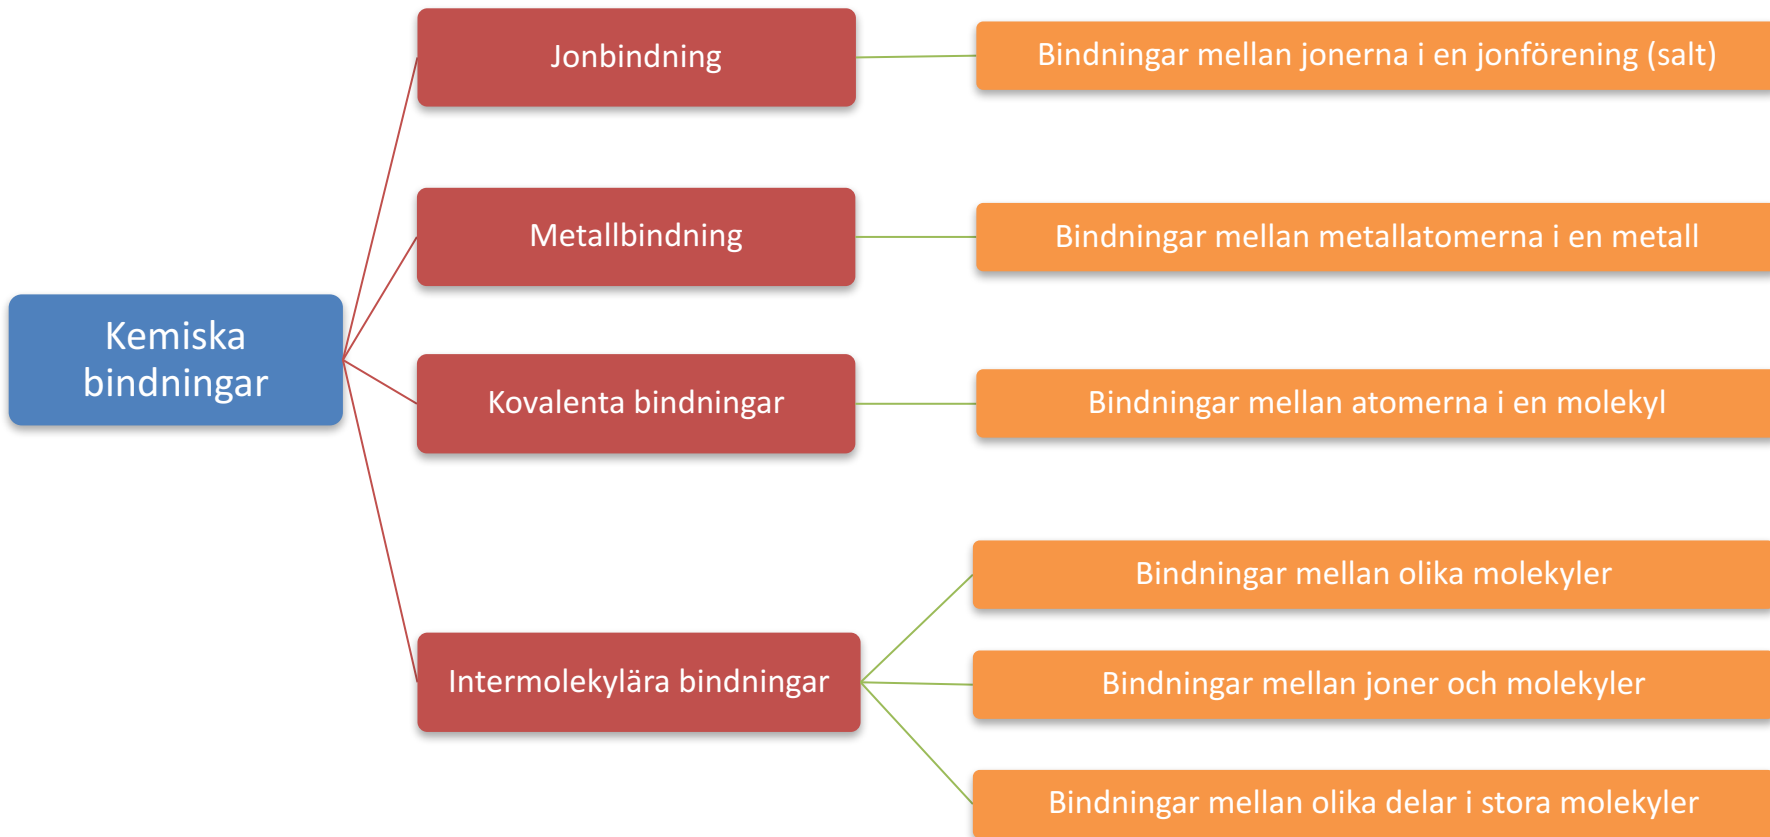 Kemiska
bindningar
Jonbindning
Bindningar mellan jonerna i en jonförening (salt)
Metallbindning
Bindningar mellan metallatomerna i en metall
Kovalenta bindningar
Bindningar mellan atomerna i en molekyl
Intermolekylära bindningar
Bindningar mellan olika molekyler
Bindningar mellan joner och molekyler
Bindningar mellan olika delar i stora molekyler